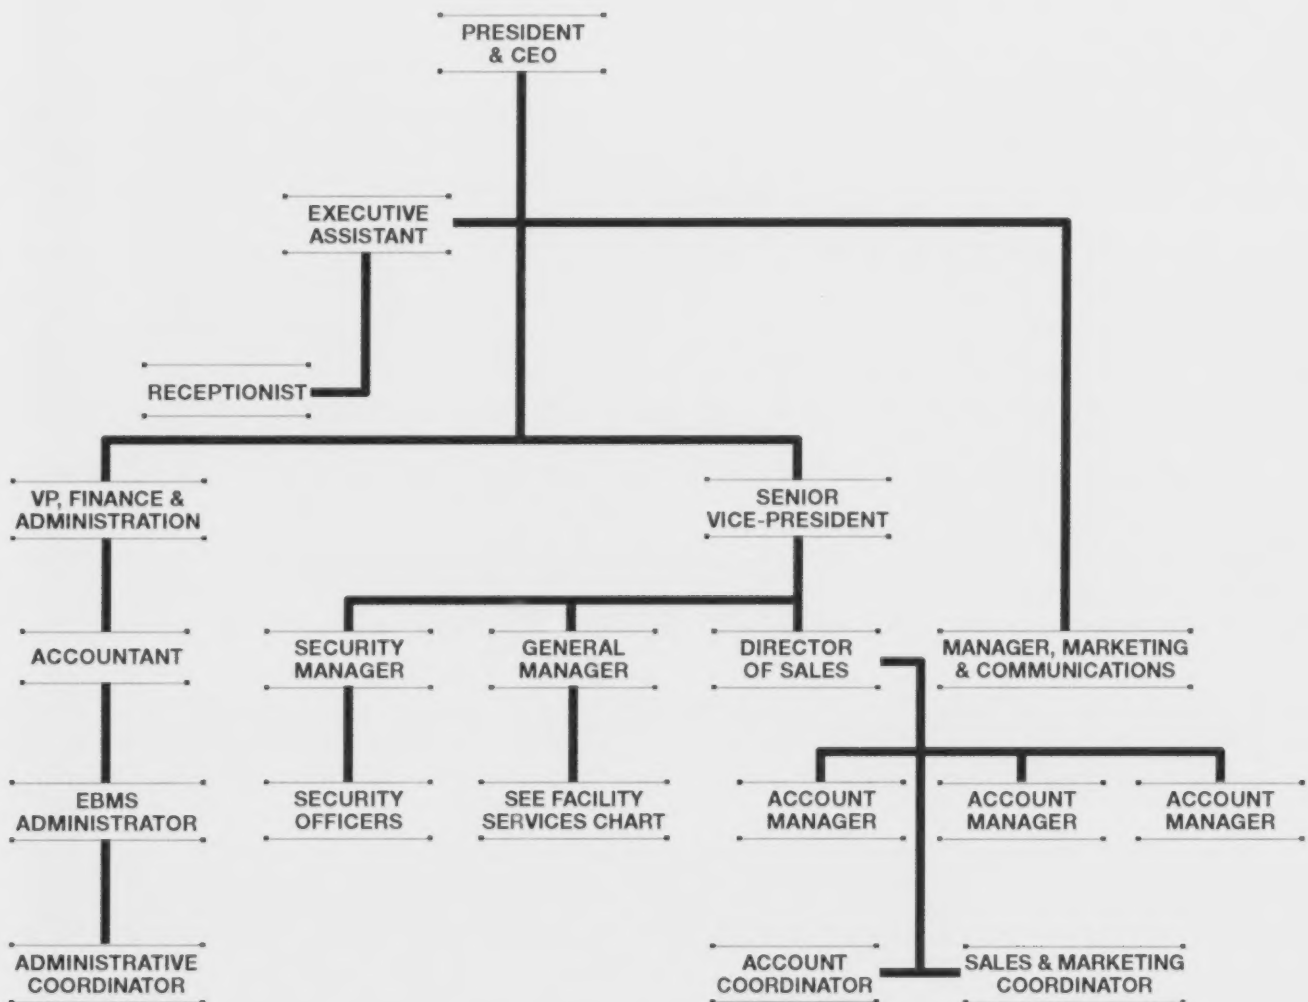 PRESIDENT
& CEO
EXECUTIVE
ASSISTANT
RECEPTIONIST
VP, FINANCE &
ADMINISTRATION
SENIOR
VICE-PRESIDENT
ACCOUNTANT
SECURITY
MANAGER
GENERAL
MANAGER
DIRECTOR
OF SALES
MANAGER, MARKETING
& COMMUNICATIONS
EBMS
ADMINISTRATOR
SECURITY
OFFICERS
SEE FACILITY
SERVICES CHART
ACCOUNT
MANAGER
ACCOUNT
MANAGER
ACCOUNT
MANAGER
ADMINISTRATIVE
COORDINATOR
ACCOUNT
COORDINATOR
SALES & MARKETING
COORDINATOR